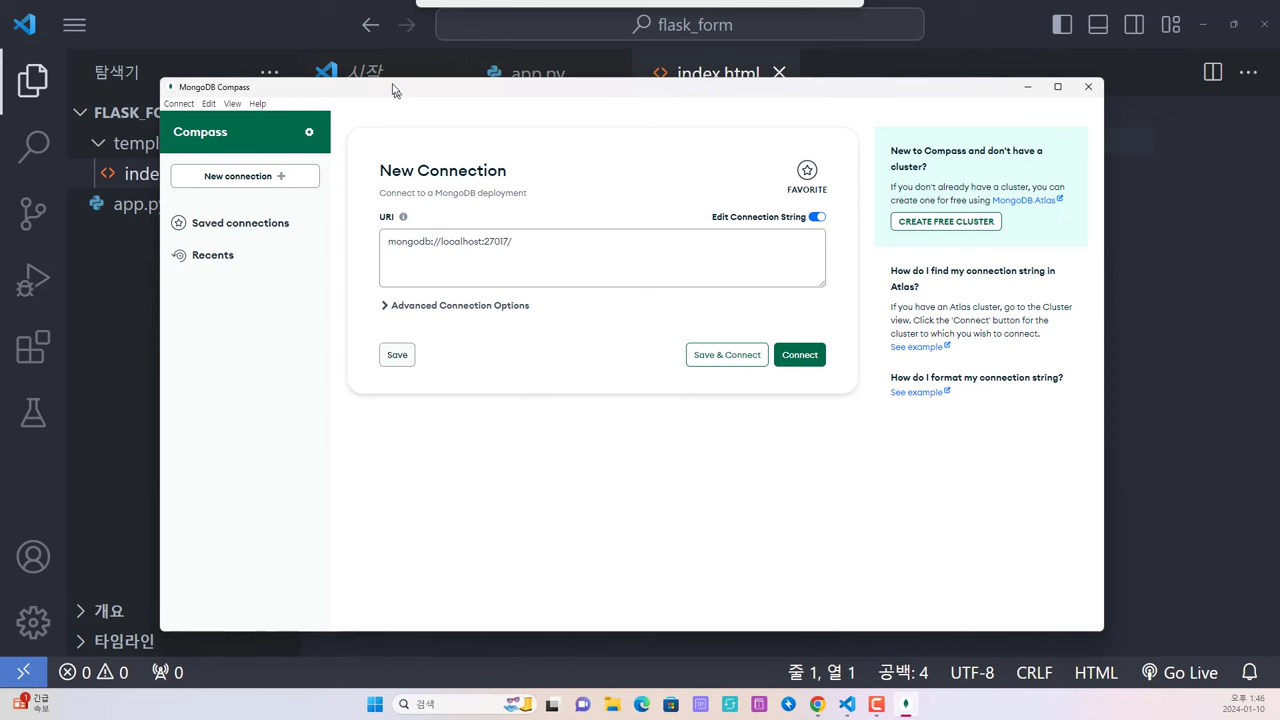 flask_form
탐색기
시작
app.py
index.html
FLASK_FO
templ
inde
app.py
개요
타임라인
MongoDB Compass
Connect Edit View Help
Compass
New connection +
Saved connections
Recents
New Connection
Connect to a MongoDB deployment
FAVORITE
URI
Edit Connection String
mongodb://localhost:27017/
Advanced Connection Options
Save
Save & Connect
Connect
New to Compass and don't have a
cluster?
If you don't already have a cluster, you can
create one for free using MongoDB Atlas
CREATE FREE CLUSTER
How do I find my connection string in
Atlas?
If you have an Atlas cluster, go to the Cluster
view. Click the 'Connect' button for the
cluster to which you wish to connect.
See example
How do I format my connection string?
See example
0 0 0
줄 1, 열 1 공백: 4 UTF-8 CRLF HTML Go Live
1
긴급
속보
검색
오후 1:46
2024-01-10